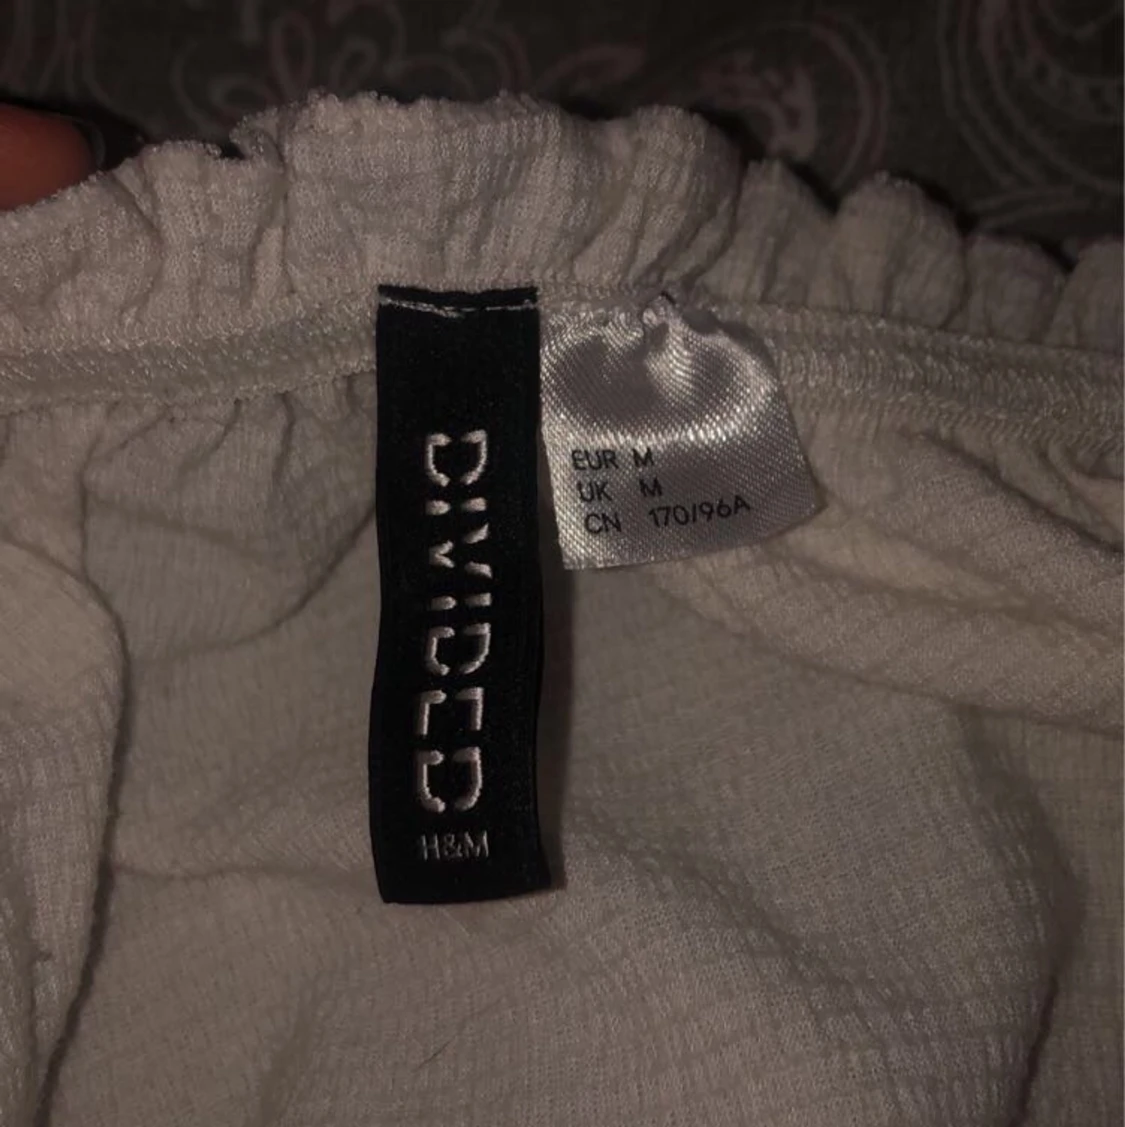 DIVIDED
H&M
EUR M
UK M
CN 170/96A